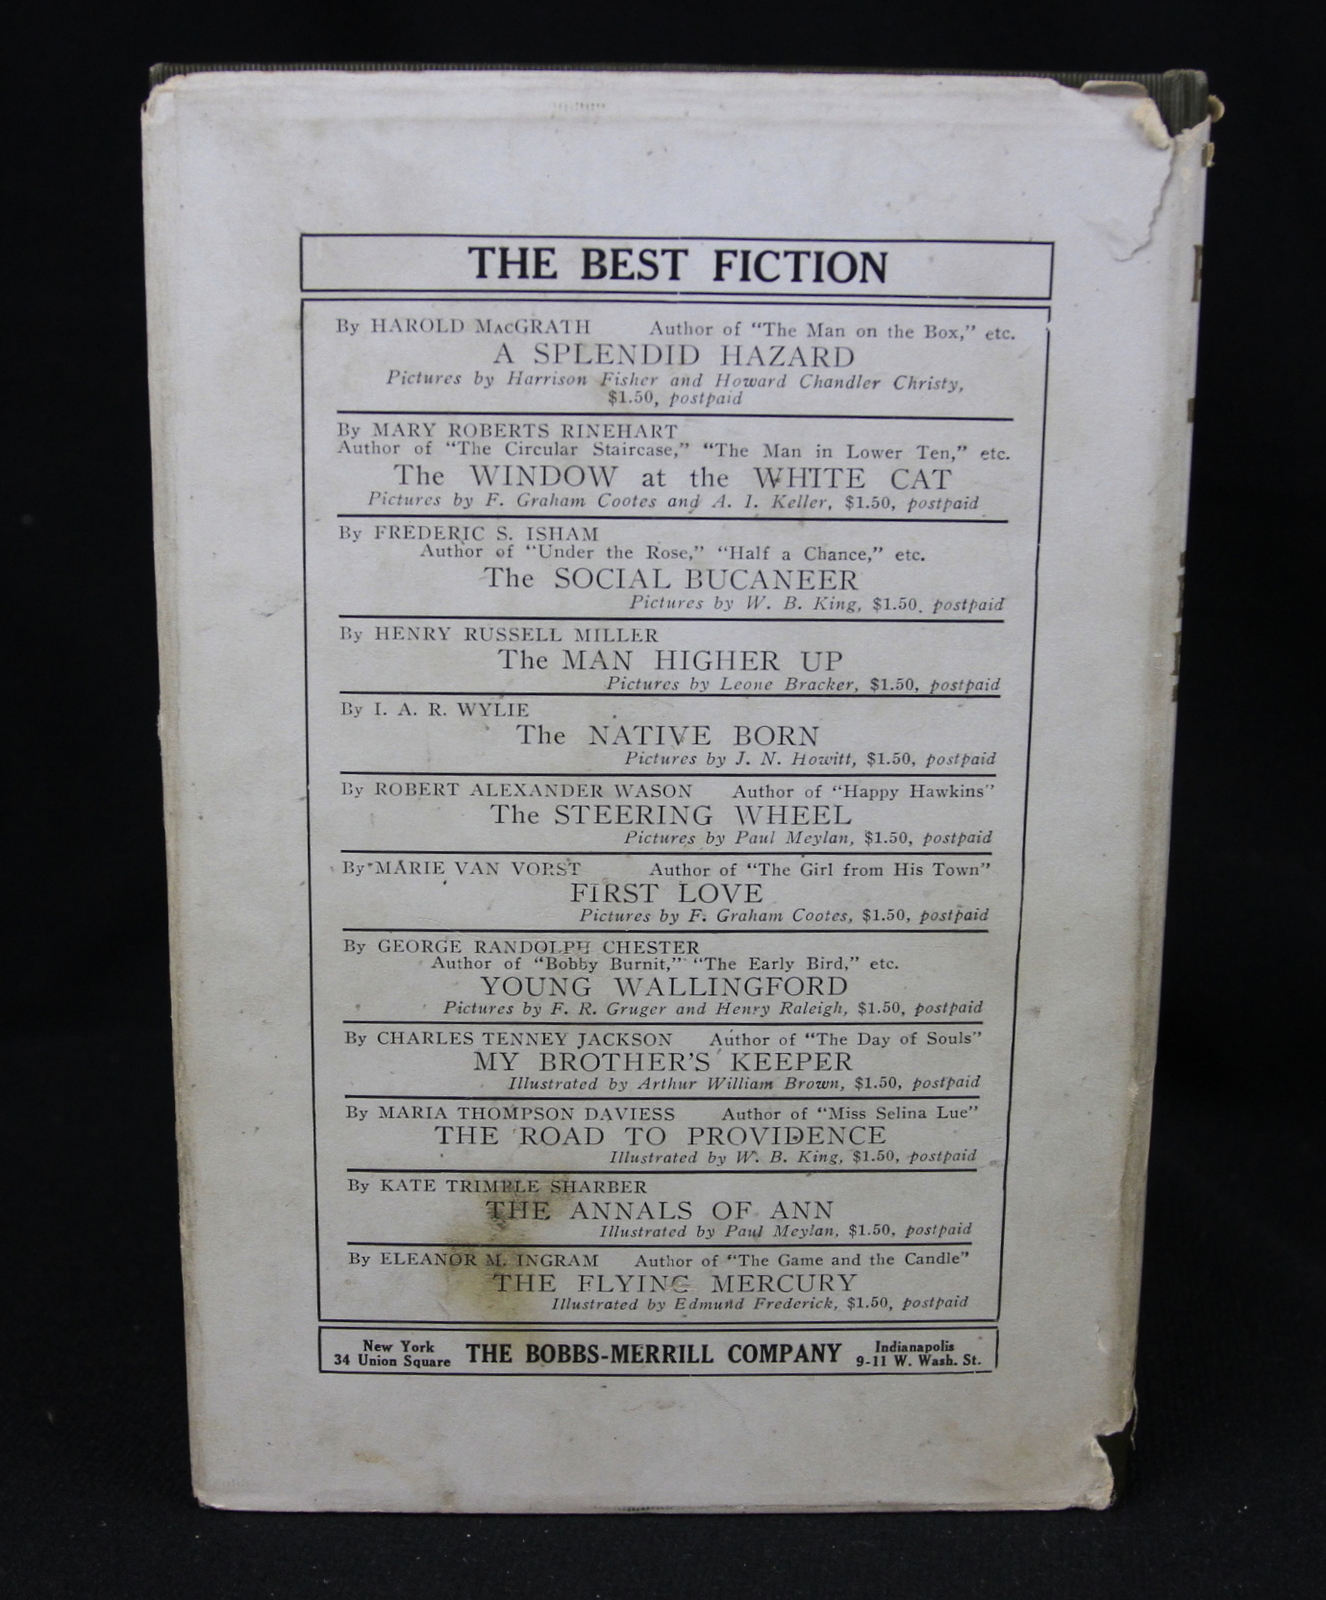 THE BEST FICTION
By HAROLD MacGRATH Author of "The Man on the Box," etc.
A SPLENDID HAZARD
Pictures by Harrison Fisher and Howard Chandler Christy,
$1.50, postpaid
By MARY ROBERTS RINEHART
Author of "The Circular Staircase," "The Man in Lower Ten," etc.
The WINDOW at the WHITE CAT
Pictures by F. Graham Cootes and A. I. Keller, $1.50, postpaid
By FREDERIC S. ISHAM
Author of "Under the Rose," "Half a Chance," etc.
The SOCIAL BUCANEER
Pictures by W. B. King, $1.50, postpaid
By HENRY RUSSELL MILLER
The MAN HIGHER UP
Pictures by Leone Bracker, $1.50, postpaid
By I. A. R. WYLIE
The NATIVE BORN
Pictures by J. N. Howitt, $1.50, postpaid
By ROBERT ALEXANDER WASON Author of "Happy Hawkins"
The STEERING WHEEL
Pictures by Paul Meylan, $1.50, postpaid
By MARIE VAN VORST Author of "The Girl from His Town"
FIRST LOVE
Pictures by F. Graham Cootes, $1.50, postpaid
By GEORGE RANDOLPH CHESTER
Author of "Bobby Burnit," "The Early Bird," etc.
YOUNG WALLINGFORD
Pictures by F. R. Gruger and Henry Raleigh, $1.50, postpaid
By CHARLES TENNEY JACKSON Author of "The Day of Souls"
MY BROTHER'S KEEPER
Illustrated by Arthur William Brown, $1.50, postpaid
By MARIA THOMPSON DAVIESS Author of "Miss Selina Lue"
THE ROAD TO PROVIDENCE
Illustrated by W. B. King, $1.50, postpaid
By KATE TRIMBLE SHARBER
THE ANNALS OF ANN
Illustrated by Paul Meylan, $1.50, postpaid
By ELEANOR M. INGRAM Author of "The Game and the Candle"
THE FLYING MERCURY
Illustrated by Edmund Frederick, $1.50, postpaid
New York
34 Union Square
THE BOBBS-MERRILL COMPANY
Indianapolis
9-11 W. Wash. St.